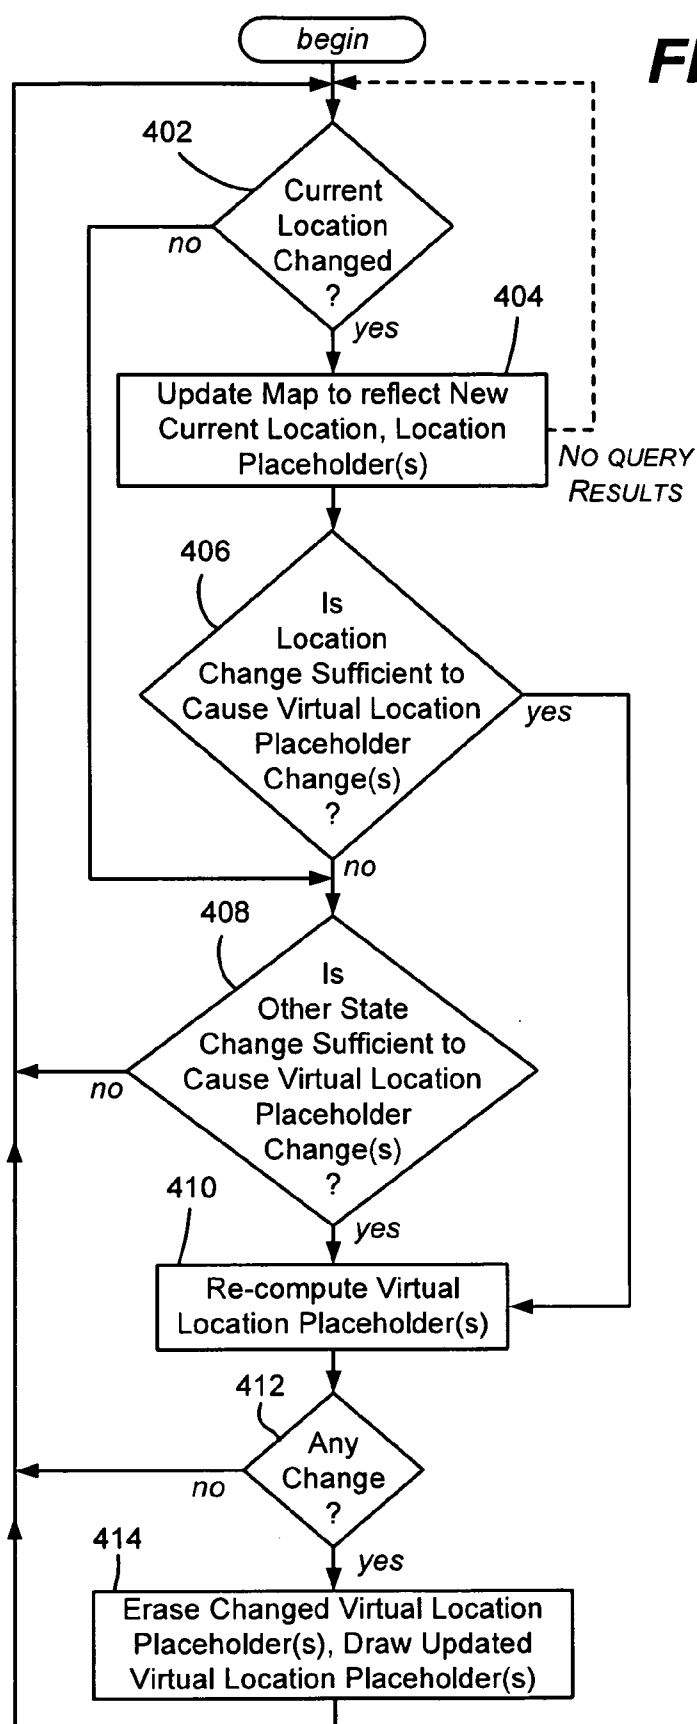 begin
402
Current
Location
Changed
?
no
yes
404
Update Map to reflect New
Current Location, Location
Placeholder(s)
NO QUERY
RESULTS
406
Is
Location
Change Sufficient to
Cause Virtual Location
Placeholder
Change(s)
?
yes
no
408
Is
Other State
Change Sufficient to
Cause Virtual Location
Placeholder
Change(s)
?
no
yes
410
Re-compute Virtual
Location Placeholder(s)
412
Any
Change
?
no
yes
414
Erase Changed Virtual Location
Placeholder(s), Draw Updated
Virtual Location Placeholder(s)